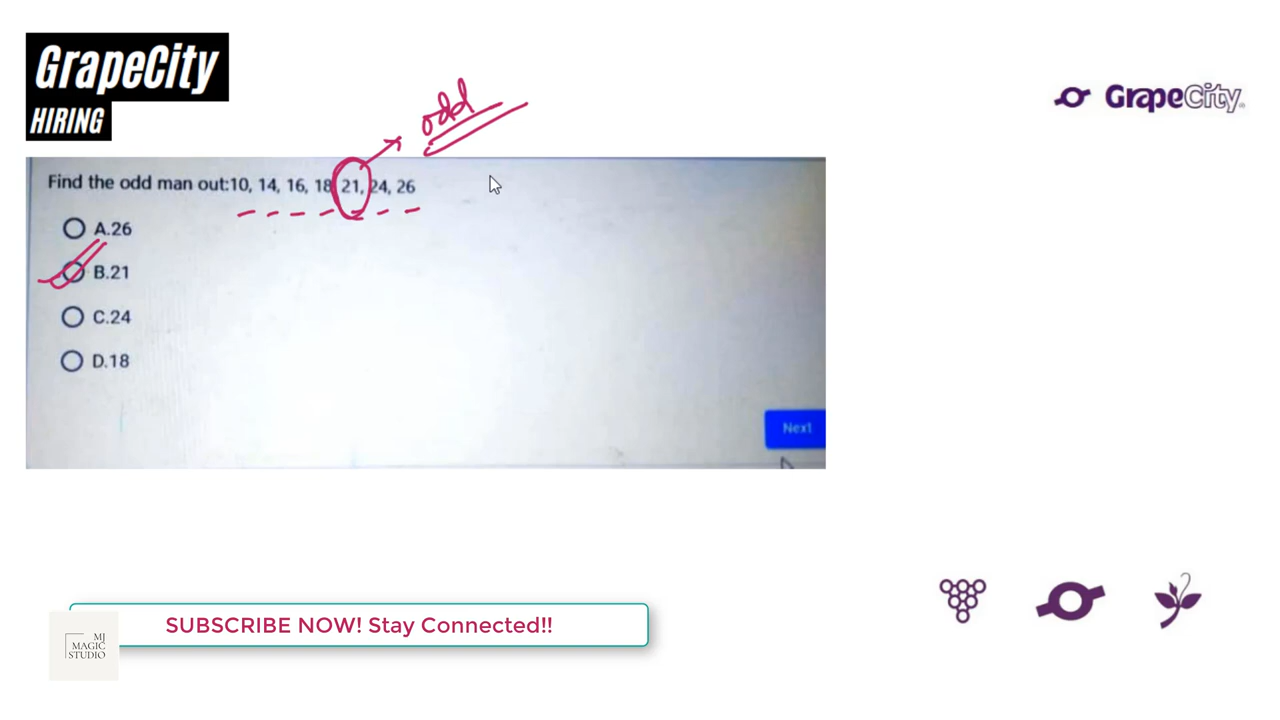 GrapeCity
HIRING
GrapeCity
odd
Find the odd man out:10, 14, 16, 18, 21, 24, 26
A.26
B.21
C.24
D.18
Next
SUBSCRIBE NOW! Stay Connected!!
MJ
MAGIC
STUDIO